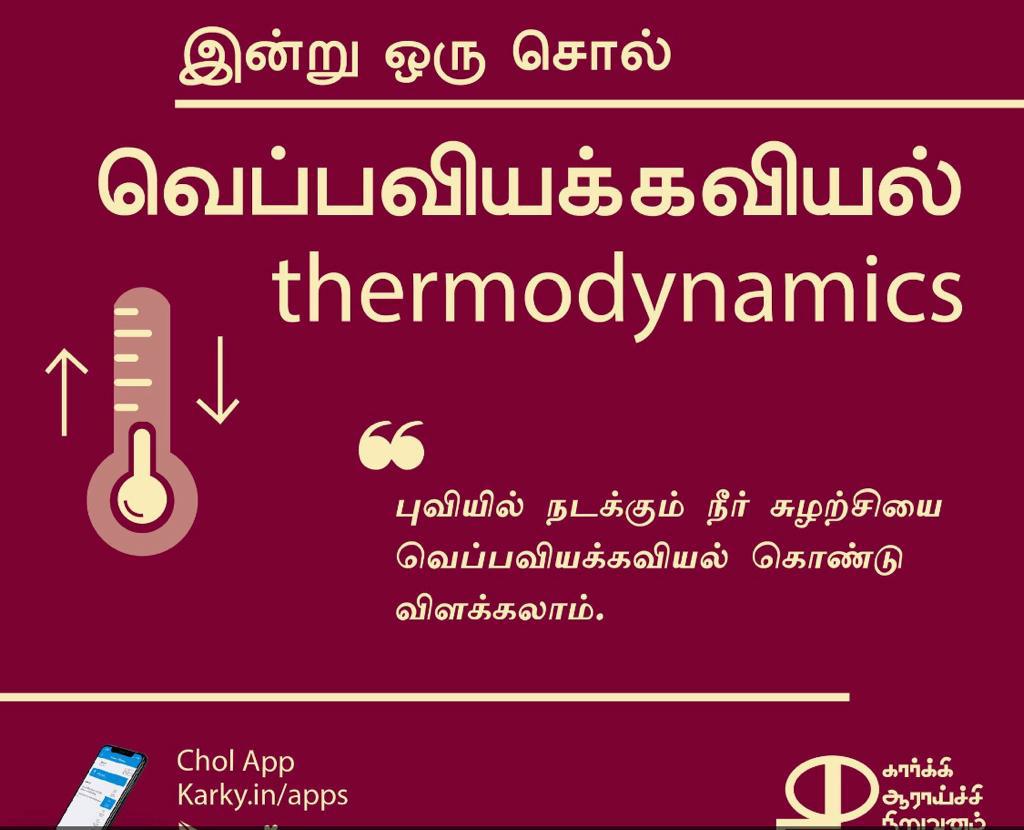 இன்று ஒரு சொல்
வெப்பவியக்கவியல்
thermodynamics
“
புவியில் நடக்கும் நீர் சுழற்சியை
வெப்பவியக்கவியல் கொண்டு
விளக்கலாம்.
Chol App
Karky.in/apps
கார்க்கி
ஆராய்ச்சி
நிறுவனம்